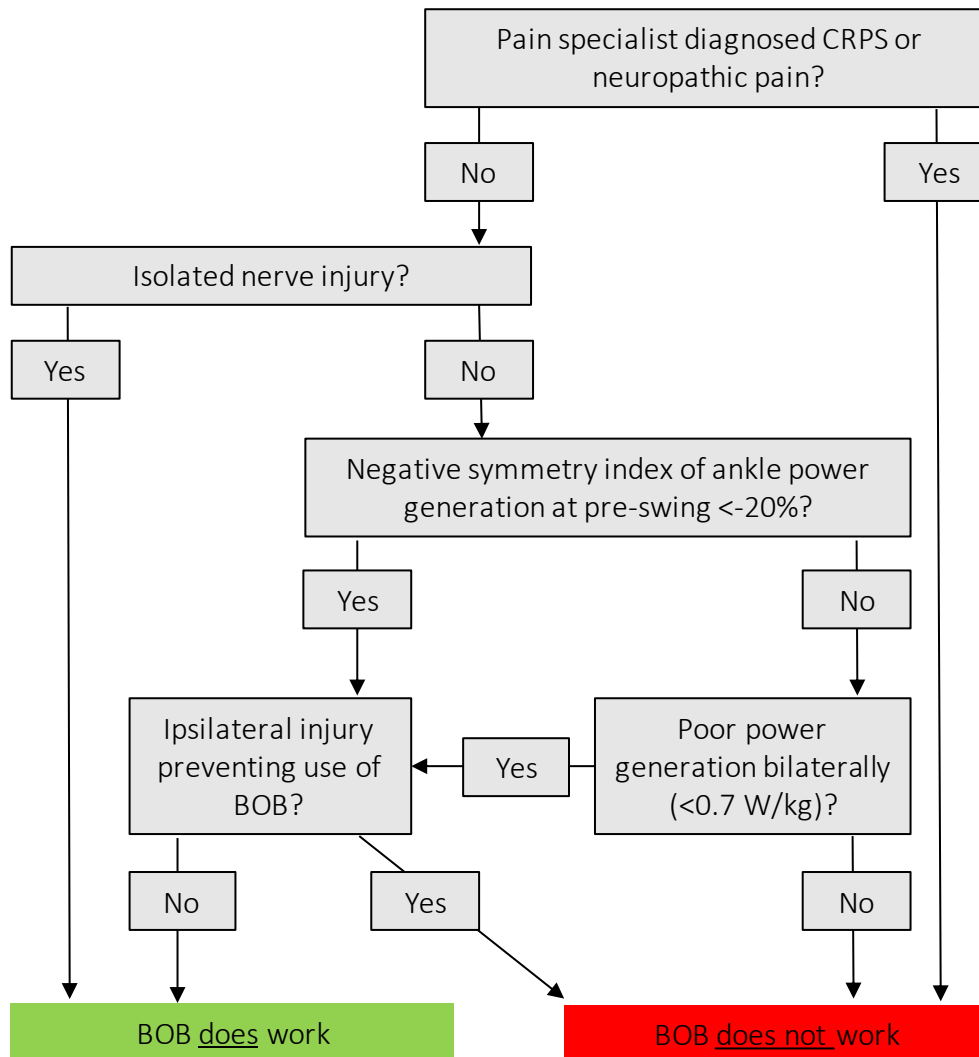 Pain specialist diagnosed CRPS or
neuropathic pain?
No
Yes
Isolated nerve injury?
Yes
No
Negative symmetry index of ankle power
generation at pre-swing <-20%?
Yes
No
Ipsilateral injury
preventing use of
BOB?
Yes
Poor power
generation bilaterally
(<0.7 W/kg)?
No
Yes
No
BOB does work
BOB does not work